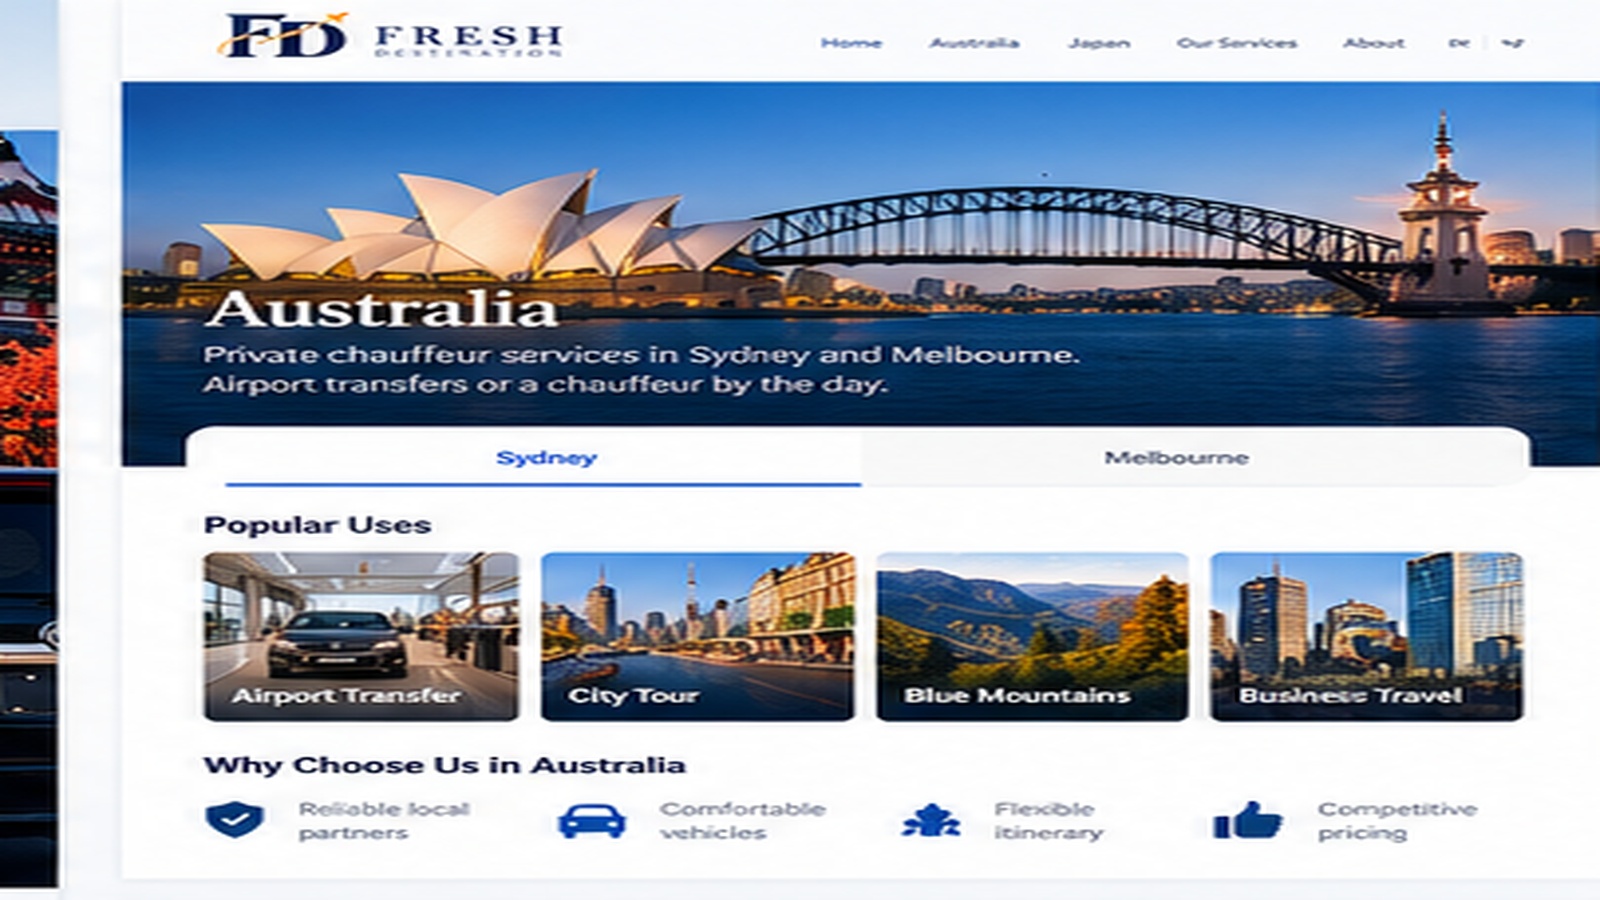 FD FRESH
DESTINATION
Home Australia Japan Our Services About
Australia
Private chauffeur services in Sydney and Melbourne.
Airport transfers or a chauffeur by the day.
Sydney Melbourne
Popular Uses
Airport Transfer City Tour Blue Mountains Business Travel
Why Choose Us in Australia
Reliable local
partners
Comfortable
vehicles
Flexible
itinerary
Competitive
pricing